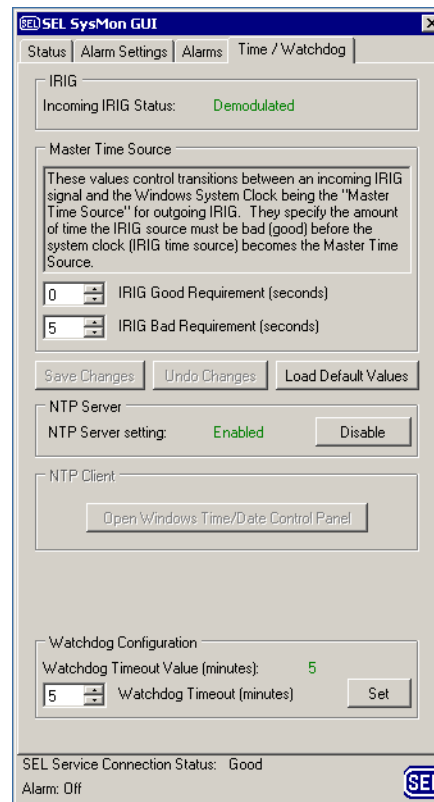 SEL SEL SysMon GUI
Status Alarm Settings Alarms Time / Watchdog
IRIG
Incoming IRIG Status: Demodulated
Master Time Source
These values control transitions between an incoming IRIG
signal and the Windows System Clock being the "Master
Time Source" for outgoing IRIG. They specify the amount
of time the IRIG source must be bad (good) before the
system clock (IRIG time source) becomes the Master Time
Source.
0 IRIG Good Requirement (seconds)
5 IRIG Bad Requirement (seconds)
Save Changes Undo Changes Load Default Values
NTP Server
NTP Server setting: Enabled Disable
NTP Client
Open Windows Time/Date Control Panel
Watchdog Configuration
Watchdog Timeout Value (minutes): 5
5 Watchdog Timeout (minutes) Set
SEL Service Connection Status: Good
Alarm: Off
SEL